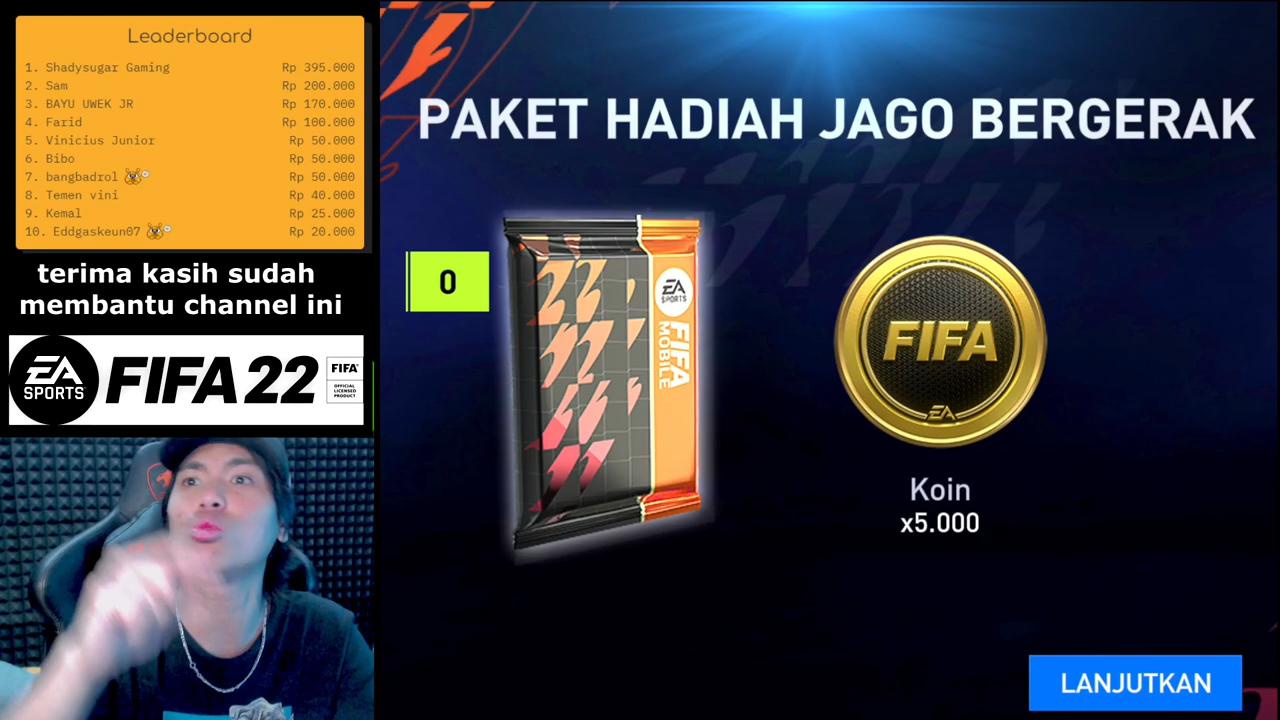 Leaderboard
1. Shadysugar Gaming Rp 395.000
2. Sam Rp 200.000
3. BAYU UWEK JR Rp 170.000
4. Farid Rp 100.000
5. Vinicius Junior Rp 50.000
6. Bibo Rp 50.000
7. bangbadrol Rp 50.000
8. Temen vini Rp 40.000
9. Kemal Rp 25.000
10. Eddgaskeun07 Rp 20.000
terima kasih sudah
membantu channel ini
EA
SPORTS
FIFA 22
FIFA
OFFICIAL
LICENSED
PRODUCT
PAKET HADIAH JAGO BERGERAK
0
EA
SPORTS
FIFA
MOBILE
FIFA
EA
Koin
x5.000
LANJUTKAN